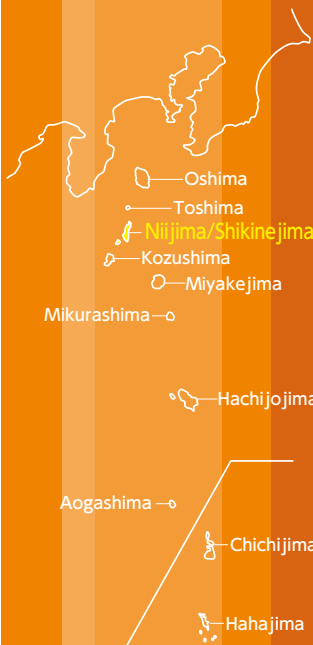 Oshima
Toshima
Niijima/Shikinejima
Kozushima
Miyakejima
Mikurashima
Hachijojima
Aogashima
Chichijima
Hahajima